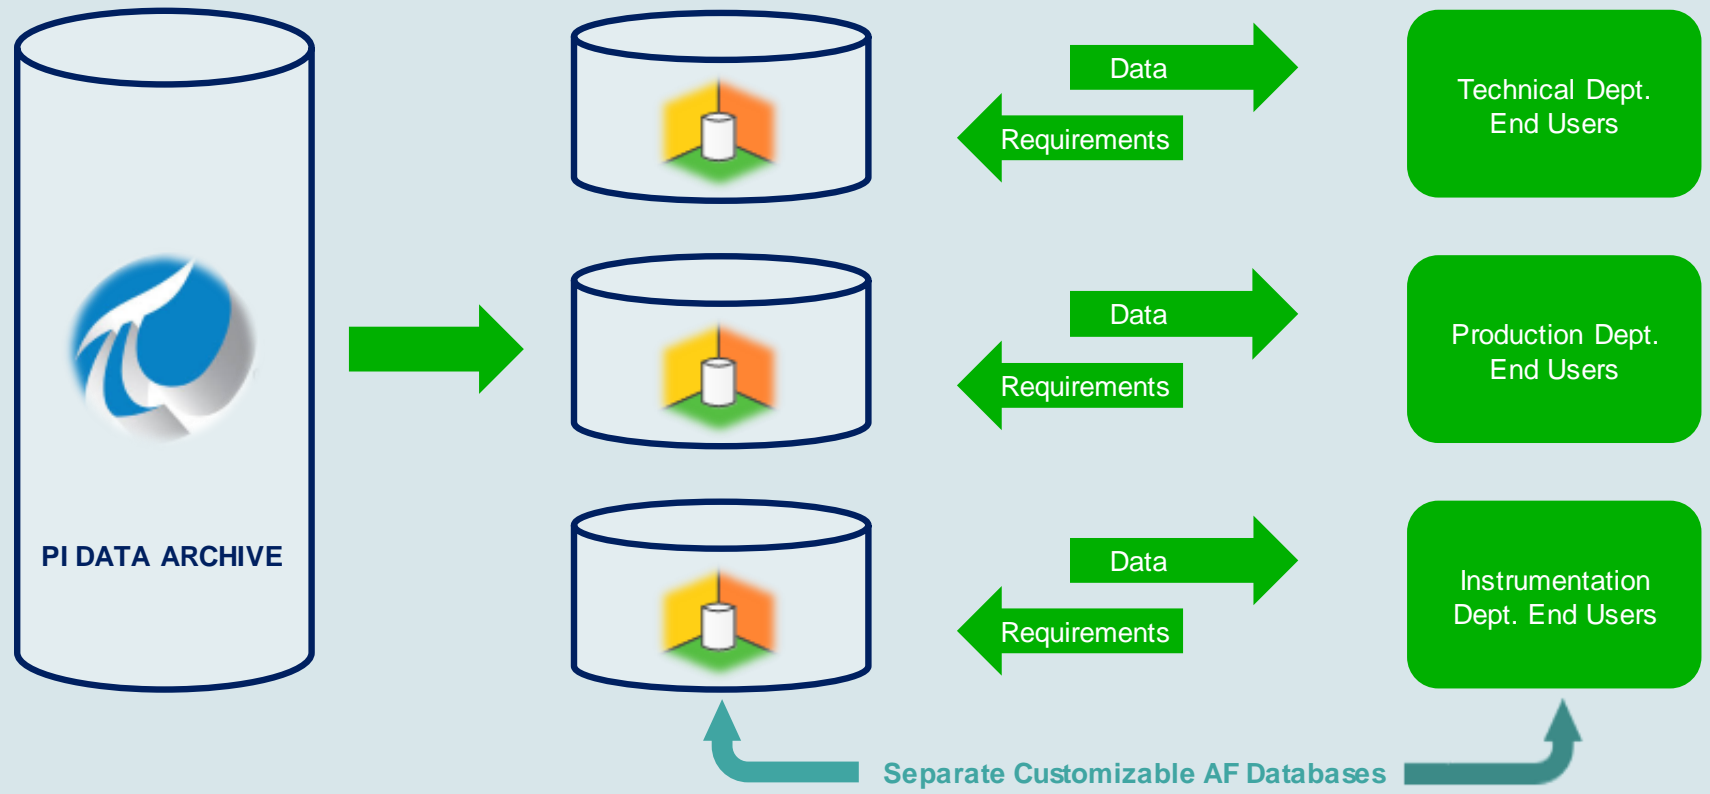 Data
Requirements
Technical Dept.
End Users
Data
Requirements
Production Dept.
End Users
PI DATA ARCHIVE
Data
Requirements
Instrumentation
Dept. End Users
Separate Customizable AF Databases